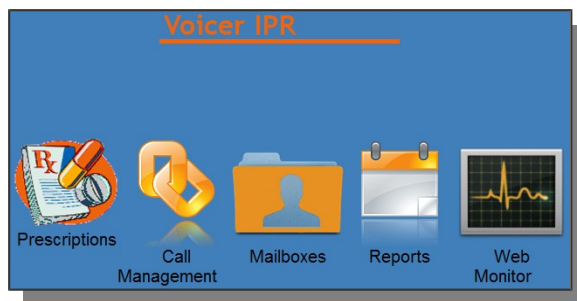 Voicer IPR
Rx
Prescriptions
Call
Management
Mailboxes
Reports
Web
Monitor